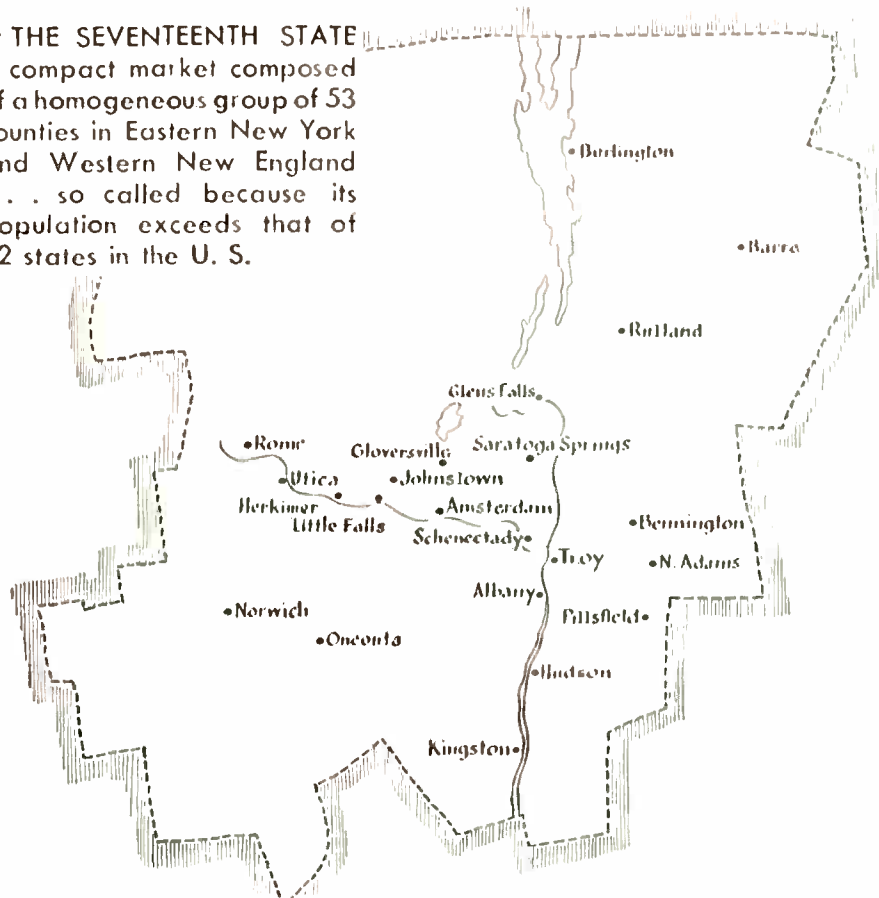 THE SEVENTEENTH STATE
compact market composed
f a homogeneous group of 53
ounties in Eastern New York
nd Western New England
. . so called because its
opulation exceeds that of
2 states in the U. S.
Burlington
Barre
Rutland
Glens Falls
Rome
Gloversville
Saratoga Springs
Utica
Johnstown
Herkimer
Amsterdam
Little Falls
Bennington
Schenectady
Troy
N. Adams
Albany
Pittsfield
Norwich
Oneonta
Hudson
Kingston